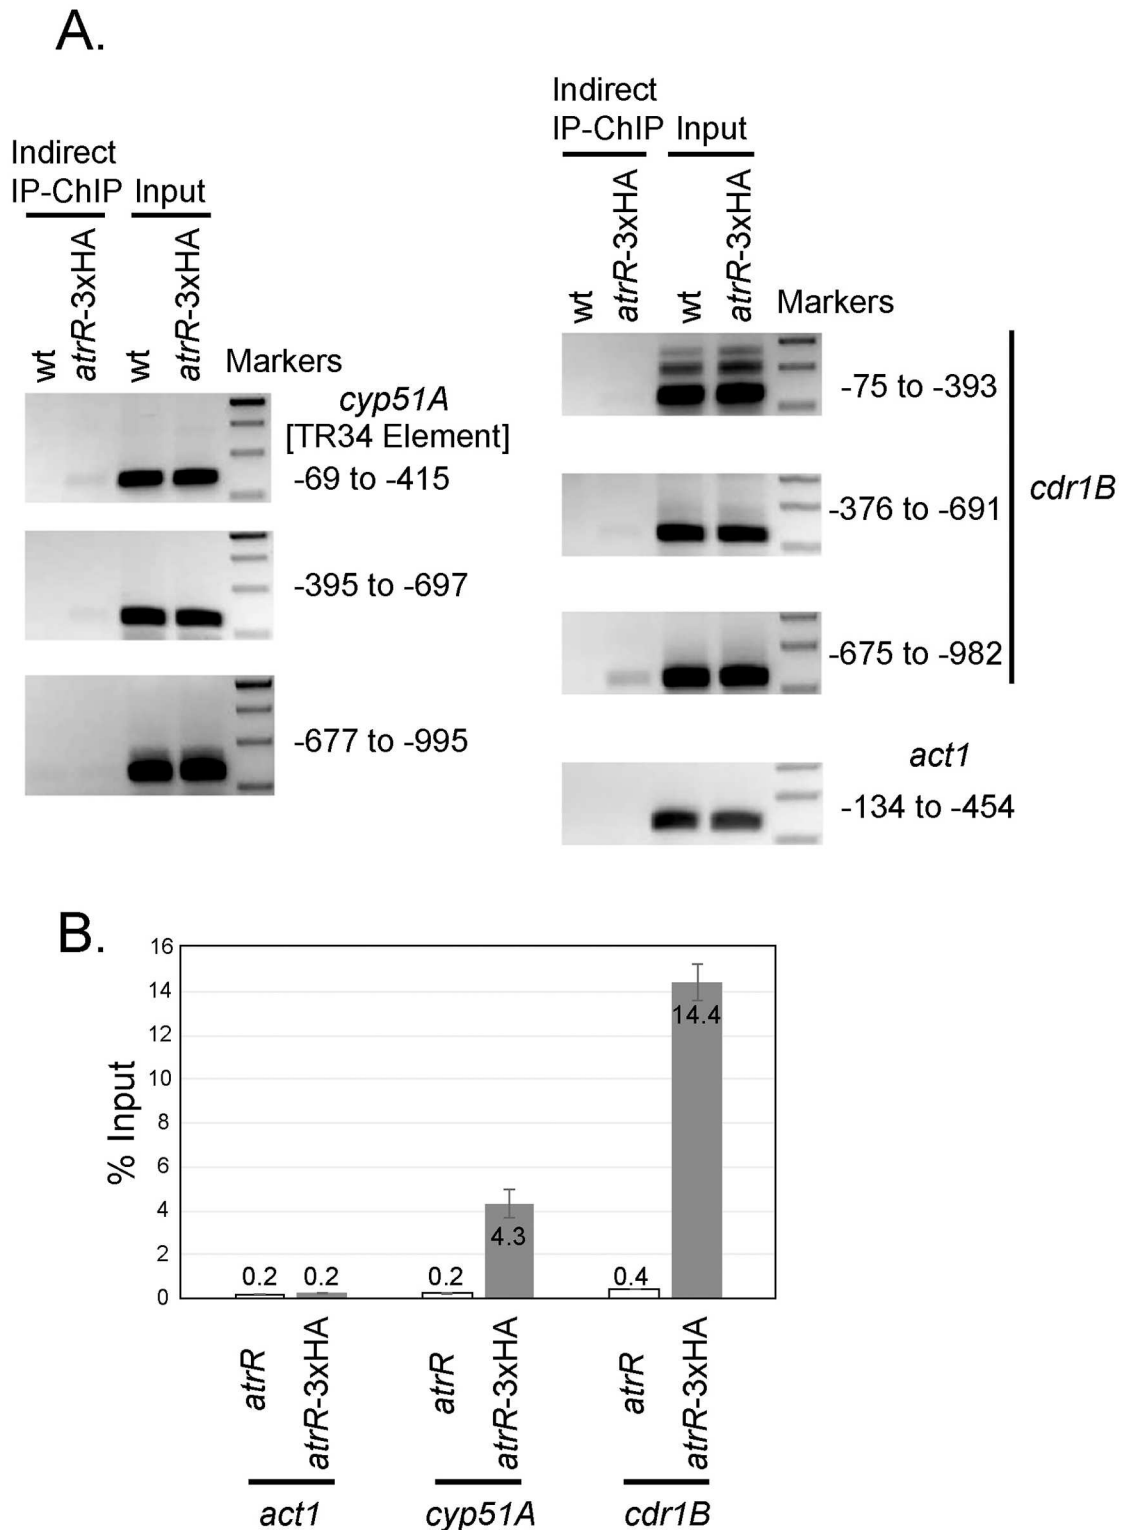 A.
Indirect
IP-ChIP Input
wt
atrR-3xHA
wt
atrR-3xHA
Markers
cyp51A
[TR34 Element]
-69 to -415
-395 to -697
-677 to -995
Indirect
IP-ChIP Input
wt
atrR-3xHA
wt
atrR-3xHA
Markers
-75 to -393
-376 to -691
-675 to -982
cdr1B
act1
-134 to -454
B.
% Input
16
14
12
10
8
6
4
2
0
0.2
0.2
0.2
4.3
0.4
14.4
atrR
atrR-3xHA
atrR
atrR-3xHA
atrR
atrR-3xHA
act1
cyp51A
cdr1B